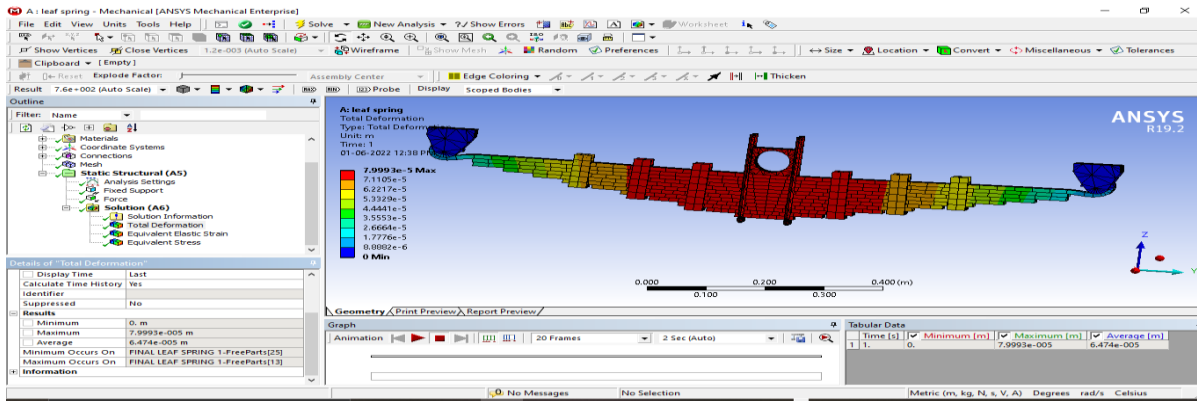 A : leaf spring - Mechanical [ANSYS Mechanical Enterprise]
File Edit View Units Tools Help Solve New Analysis ?/ Show Errors Worksheet
Show Vertices Close Vertices 1.2e-003 (Auto Scale) Wireframe Show Mesh Random Preferences Size Location Convert Miscellaneous Tolerances
Clipboard [Empty]
Reset Explode Factor: Assembly Center Edge Coloring Thicken
Result 7.6e+002 (Auto Scale) Probe Display Scoped Bodies
Outline
Filter: Name
Materials
Coordinate Systems
Connections
Mesh
Static Structural (A5)
Analysis Settings
Fixed Support
Force
Solution (A6)
Solution Information
Total Deformation
Equivalent Elastic Strain
Equivalent Stress
Details of "Total Deformation"
Display Time Last
Calculate Time History Yes
Identifier
Suppressed No
Results
Minimum 0. m
Maximum 7.9993e-005 m
Average 6.474e-005 m
Minimum Occurs On FINAL LEAF SPRING 1-FreeParts[25]
Maximum Occurs On FINAL LEAF SPRING 1-FreeParts[13]
Information
A: leaf spring
Total Deformation
Type: Total Deform
Unit: m
Time: 1
01-06-2022 12:38 P
7.9993e-5 Max
7.1105e-5
6.2217e-5
5.3329e-5
4.4441e-5
3.5553e-5
2.6664e-5
1.7776e-5
8.8882e-6
0 Min
ANSYS
R19.2
Z
Y
0.000 0.200 0.400 (m)
0.100 0.300
Geometry Print Preview Report Preview
Graph
Animation 20 Frames 2 Sec (Auto)
Tabular Data
Time [s] Minimum [m] Maximum [m] Average [m]
1 1. 0. 7.9993e-005 6.474e-005
No Messages No Selection Metric (m, kg, N, s, V, A) Degrees rad/s Celsius